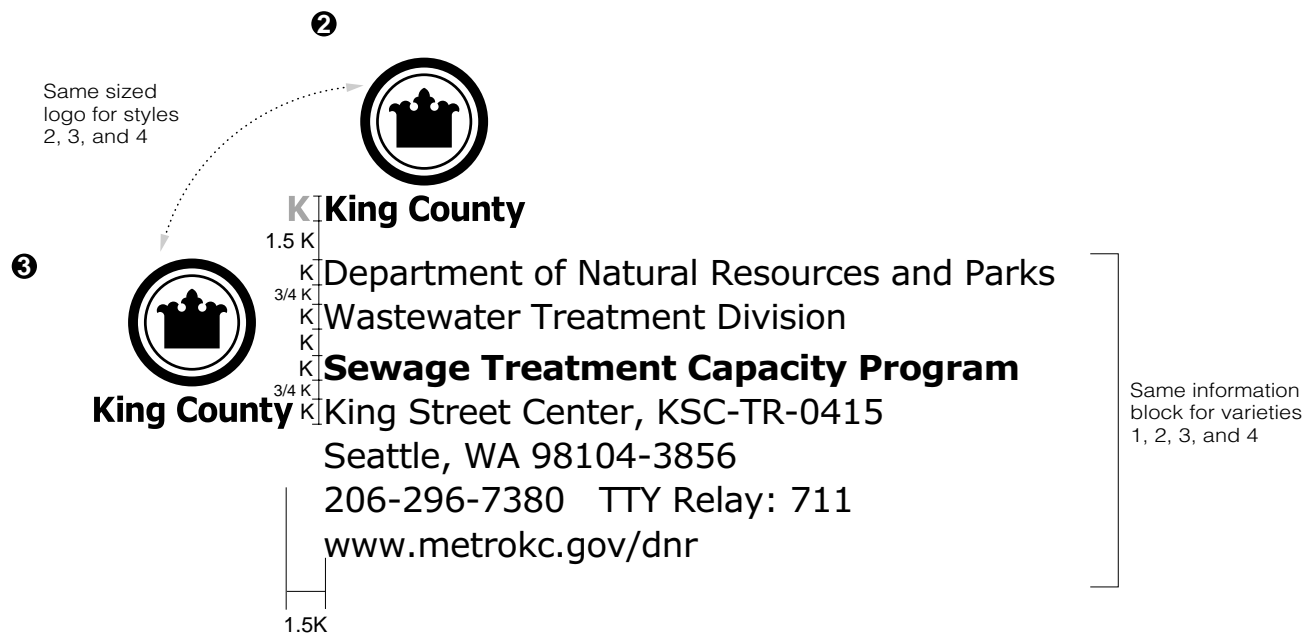 ❷
Same sized
logo for styles
2, 3, and 4
K King County
1.5 K
❸
K Department of Natural Resources and Parks
3/4 K
K Wastewater Treatment Division
K
K Sewage Treatment Capacity Program
3/4 K
King County K King Street Center, KSC-TR-0415
Seattle, WA 98104-3856
206-296-7380 TTY Relay: 711
www.metrokc.gov/dnr
1.5K
Same information
block for varieties
1, 2, 3, and 4